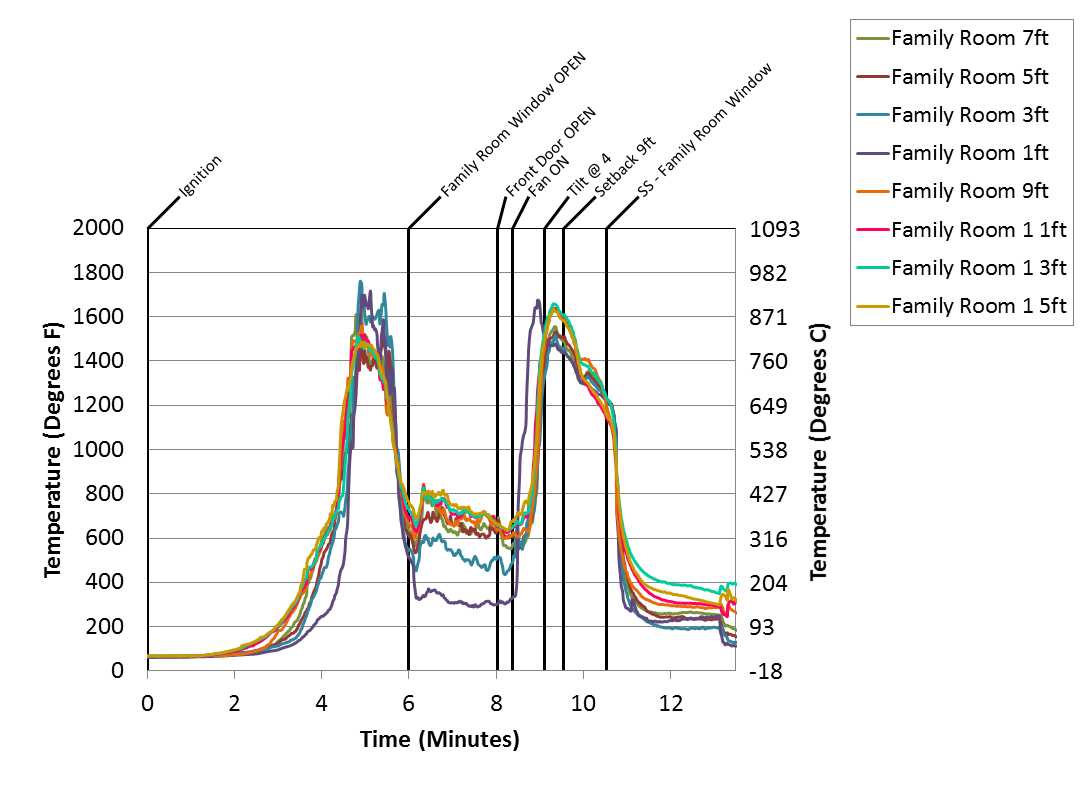 Ignition
Family Room Window OPEN
Front Door OPEN
Fan ON
Tilt @ 4
Setback 9ft
SS - Family Room Window
Family Room 7ft
Family Room 5ft
Family Room 3ft
Family Room 1ft
Family Room 9ft
Family Room 1 1ft
Family Room 1 3ft
Family Room 1 5ft
Temperature (Degrees F)
2000
1800
1600
1400
1200
1000
800
600
400
200
0
1093
982
871
760
649
538
427
316
204
93
-18
Temperature (Degrees C)
0 2 4 6 8 10 12
Time (Minutes)